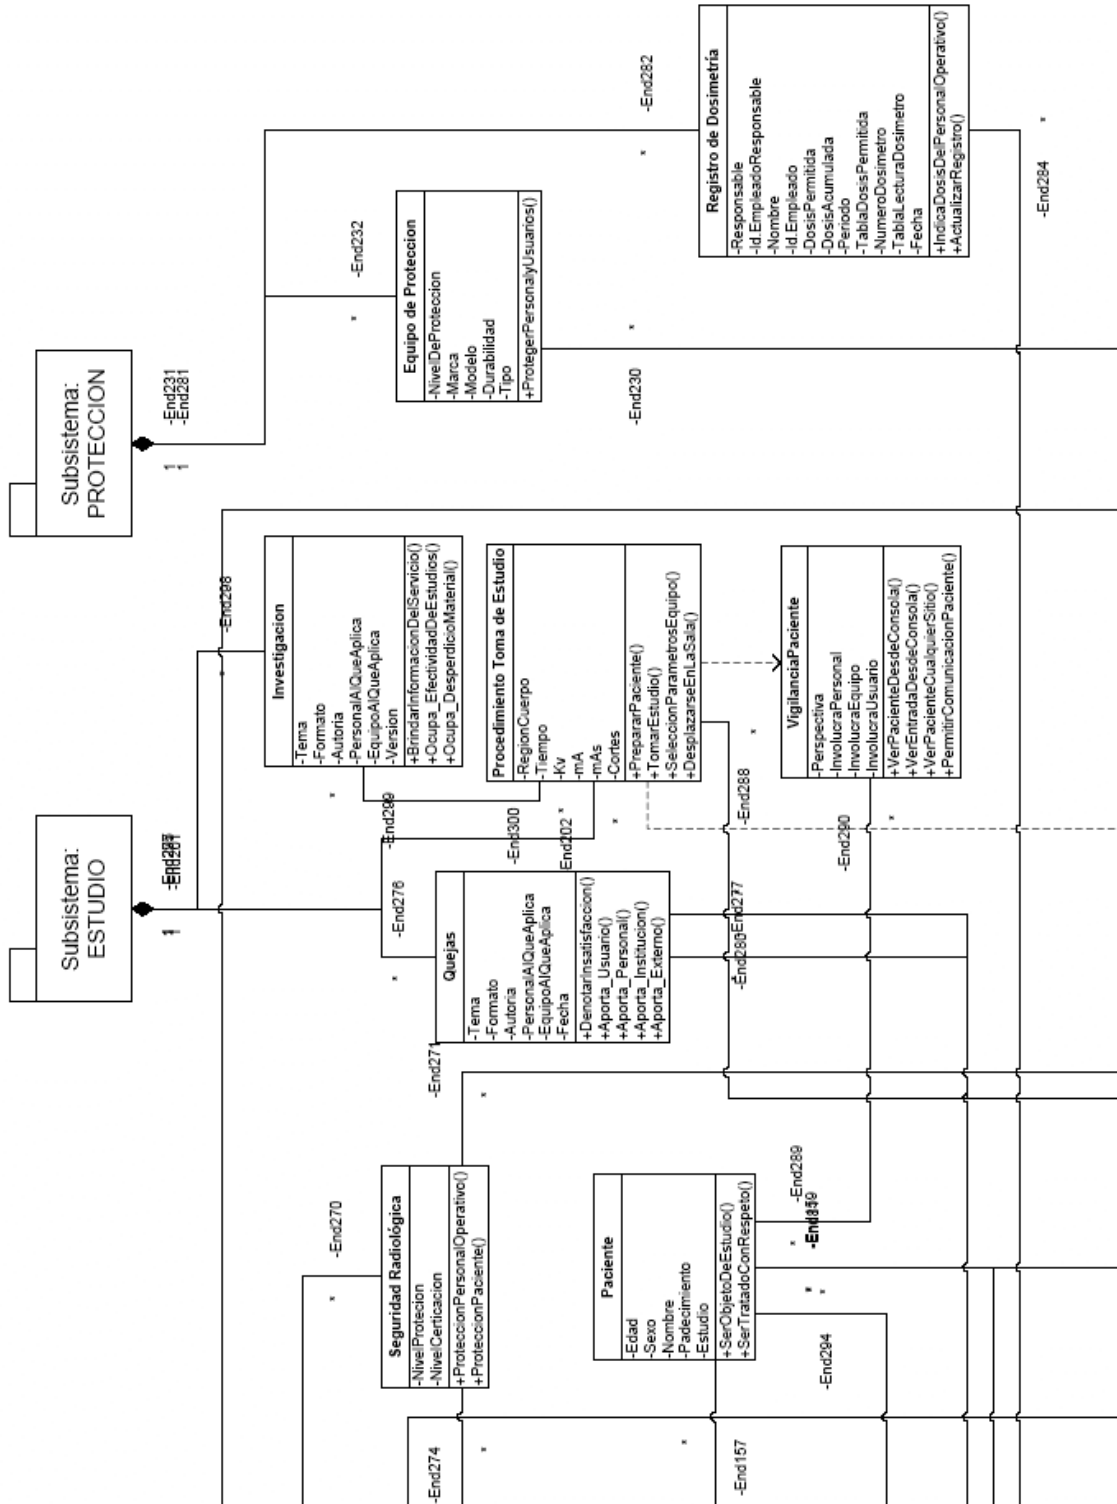 Subsistema:
ESTUDIO
Subsistema:
PROTECCION
1
1
-End231
-End281
-End298
*
-End270
*
-End276
*
-End232
*
-End282
*
Seguridad Radiológica
-NivelProtecion
-NivelCerticacion
+ProteccionPersonalOperativo()
+ProteccionPaciente()
-End274
*
-End271
*
Quejas
-Tema
-Formato
-Autoria
-PersonalAlQueAplica
-EquipoAlQueAplica
-Fecha
+DenotarInsatisfaccion()
+Aporta_Usuario()
+Aporta_Personal()
+Aporta_Institucion()
+Aporta_Externo()
-End280
-End277
Investigacion
-Tema
-Formato
-Autoria
-PersonalAlQueAplica
-EquipoAlQueAplica
-Version
+BrindarInformacionDelServicio()
+Ocupa_EfectividadDeEstudios()
+Ocupa_DesperdicioMaterial()
*
-End299
-End300
*
-End202
*
Procedimiento Toma de Estudio
-RegionCuerpo
-Tiempo
-Kv
-mA
-mAs
-Cortes
+PrepararPaciente()
+TomarEstudio()
+SeleccionParametrosEquipo()
+DesplazarseEnLaSala()
-End288
*
Equipo de Proteccion
-NivelDeProteccion
-Marca
-Modelo
-Durabilidad
-Tipo
+ProtegerPersonalyUsuarios()
-End230
*
Registro de Dosimetría
-Responsable
-Id.EmpleadoResponsable
-Nombre
-Id.Empleado
-DosisPermitida
-DosisAcumulada
-Periodo
-TablaDosisPermitida
-NumeroDosimetro
-TablaLecturaDosimetro
-Fecha
+IndicaDosisDelPersonalOperativo()
+ActualizarRegistro()
-End284
*
Paciente
-Edad
-Sexo
-Nombre
-Padecimiento
-Estudio
+SerObjetoDeEstudio()
+SerTratadoConRespeto()
*
-End157
-End289
*
*
*
-End294
VigilanciaPaciente
-Perspectiva
-InvolucraPersonal
-InvolucraEquipo
-InvolucraUsuario
+VerPacienteDesdeConsola()
+VerEntradaDesdeConsola()
+VerPacienteCualquierSitio()
+PermitirComunicacionPaciente()
-End290
*